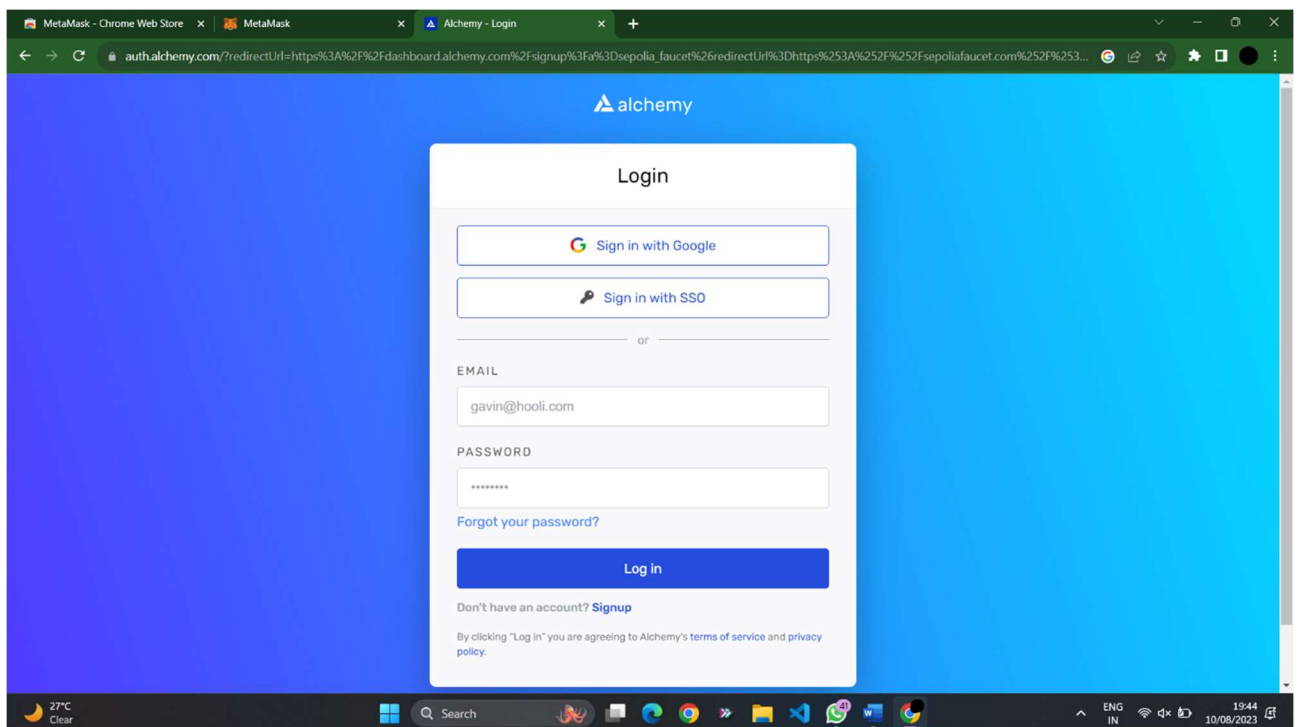 MetaMask - Chrome Web Store
MetaMask
Alchemy - Login
auth.alchemy.com/?redirectUrl=https%3A%2F%2Fdashboard.alchemy.com%2Fsignup%3Fa%3Dsepolia_faucet%26redirectUrl%3Dhttps%253A%252F%252Fsepoliafaucet.com%252F%253...
alchemy
Login
Sign in with Google
Sign in with SSO
or
EMAIL
gavin@hooli.com
PASSWORD
••••••••
Forgot your password?
Log in
Don't have an account? Signup
By clicking "Log in" you are agreeing to Alchemy's terms of service and privacy
policy.
27°C
Clear
Search
41
ENG
IN
19:44
10/08/2023